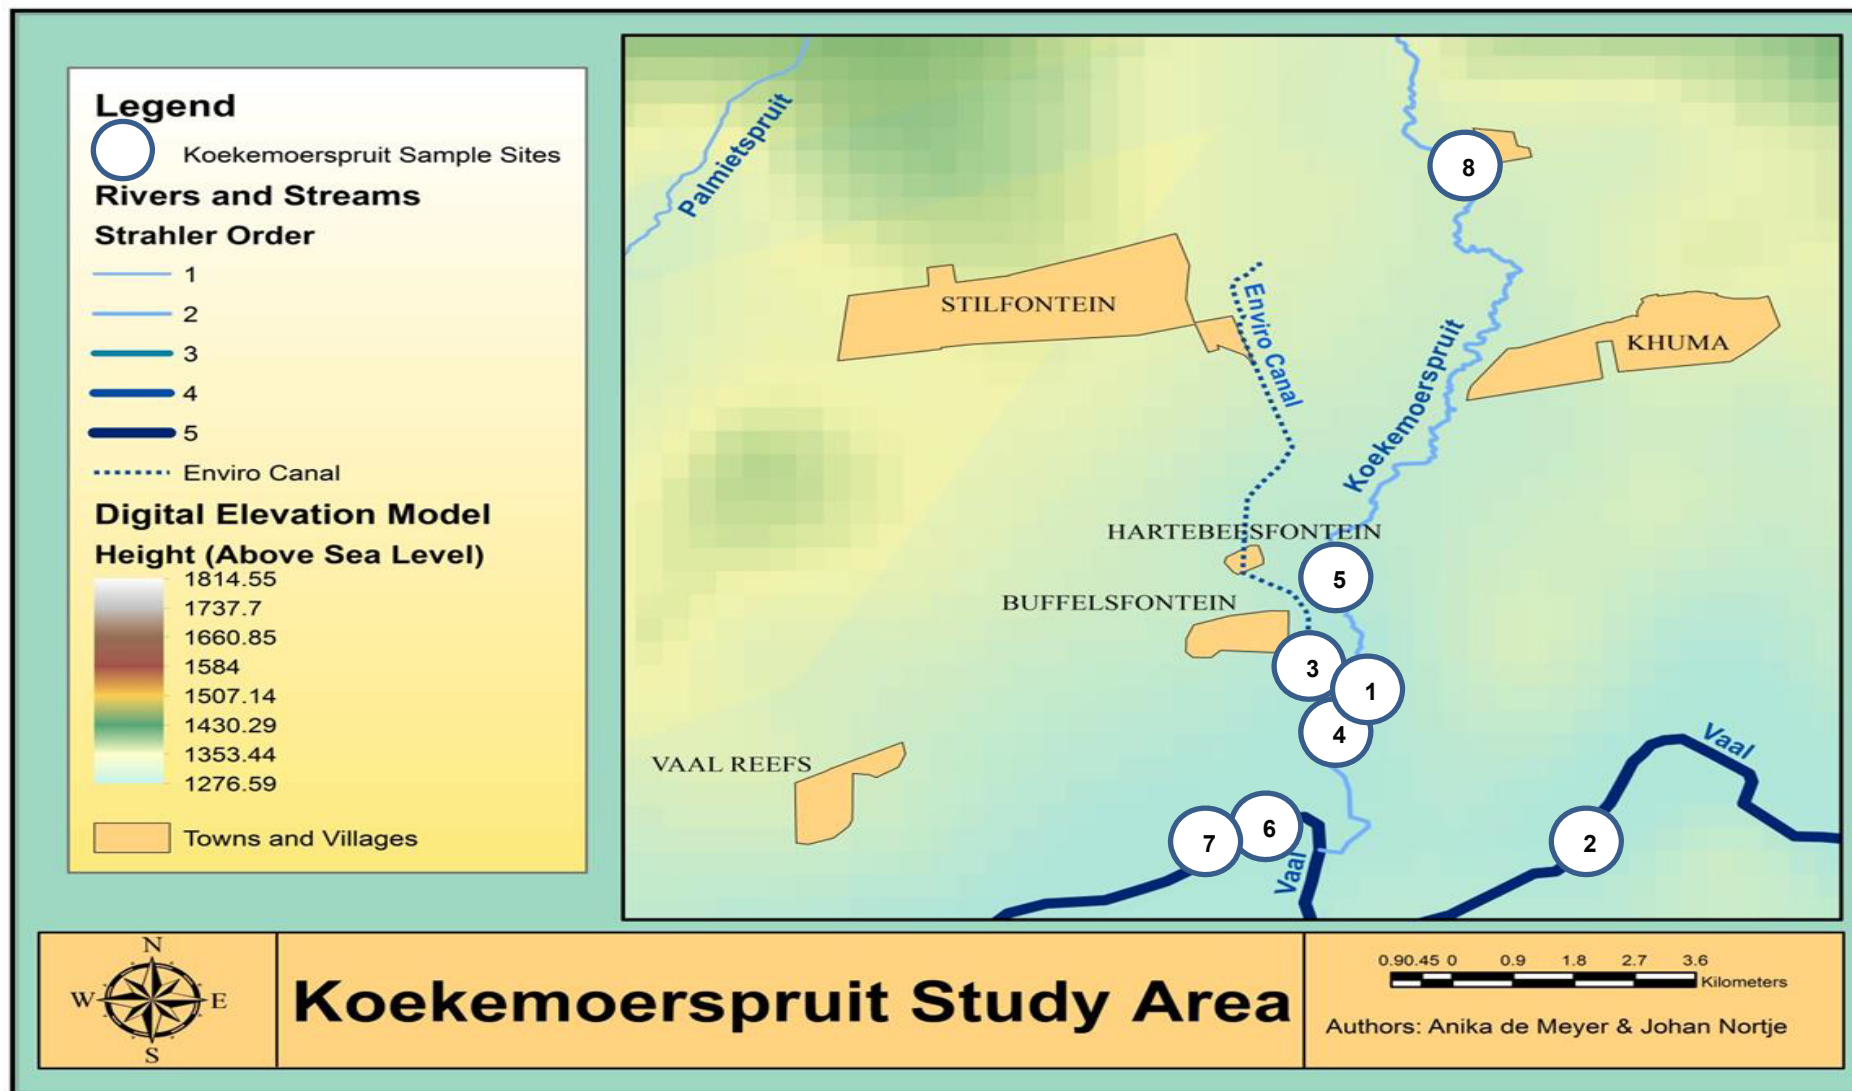 Legend
Koekemoerspruit Sample Sites
Rivers and Streams
Strahler Order
1
2
3
4
5
Enviro Canal
Digital Elevation Model
Height (Above Sea Level)
1814.55
1737.7
1660.85
1584
1507.14
1430.29
1353.44
1276.59
Towns and Villages
Palmietspruit
8
STILFONTEIN
Enviro Canal
KHUMA
Koekemoerspruit
HARTEBEESFONTEIN
5
BUFFELSFONTEIN
3
1
4
VAAL REEFS
Vaal
7
6
2
Vaal
N
W
E
S
Koekemoerspruit Study Area
0.90.45 0 0.9 1.8 2.7 3.6
Kilometers
Authors: Anika de Meyer & Johan Nortje